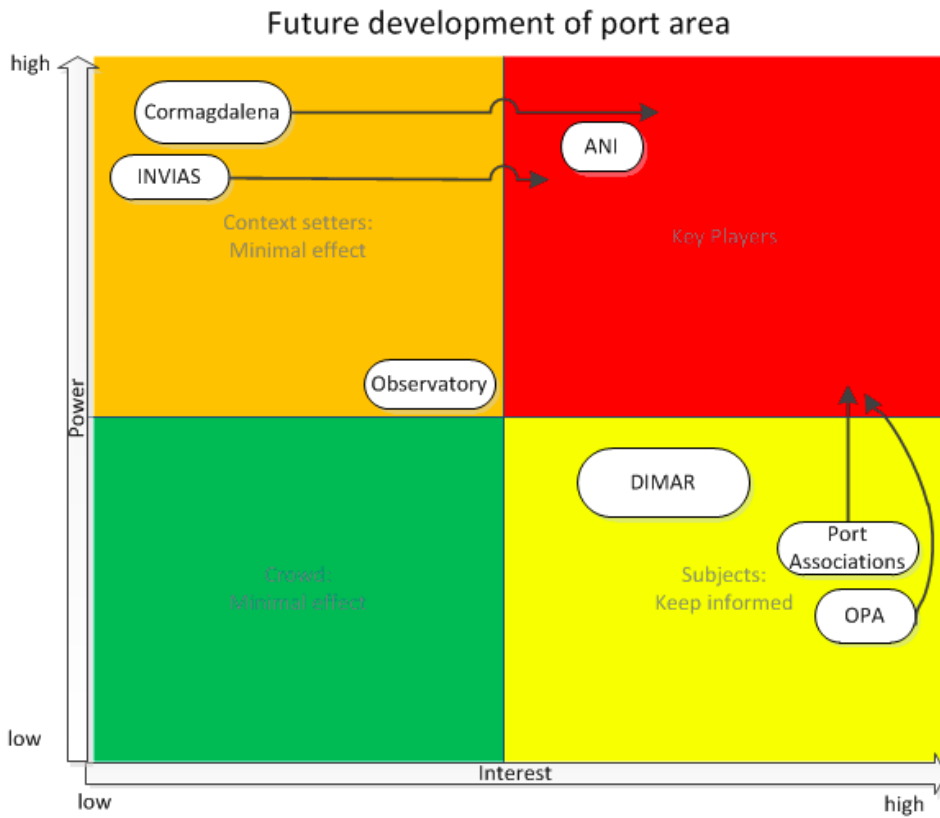 Future development of port area
high
Cormagdalena
ANI
INVIAS
Context setters:
Minimal effect
Key Players
Observatory
Power
DIMAR
Port
Associations
Crowd:
Minimal effect
Subjects:
Keep informed
OPA
low
Interest
low
high